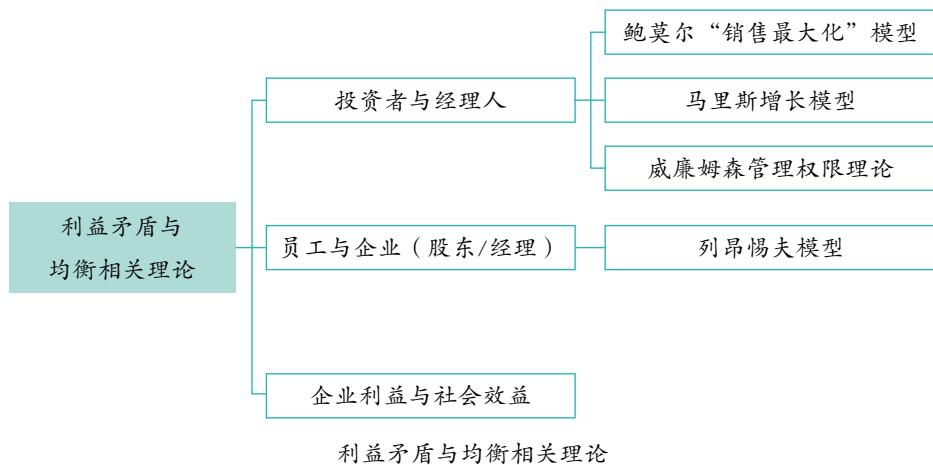 鲍莫尔“销售最大化”模型
投资者与经理人
马里斯增长模型
威廉姆森管理权限理论
利益矛盾与
均衡相关理论
员工与企业（股东/经理）
列昂惕夫模型
企业利益与社会效益
利益矛盾与均衡相关理论